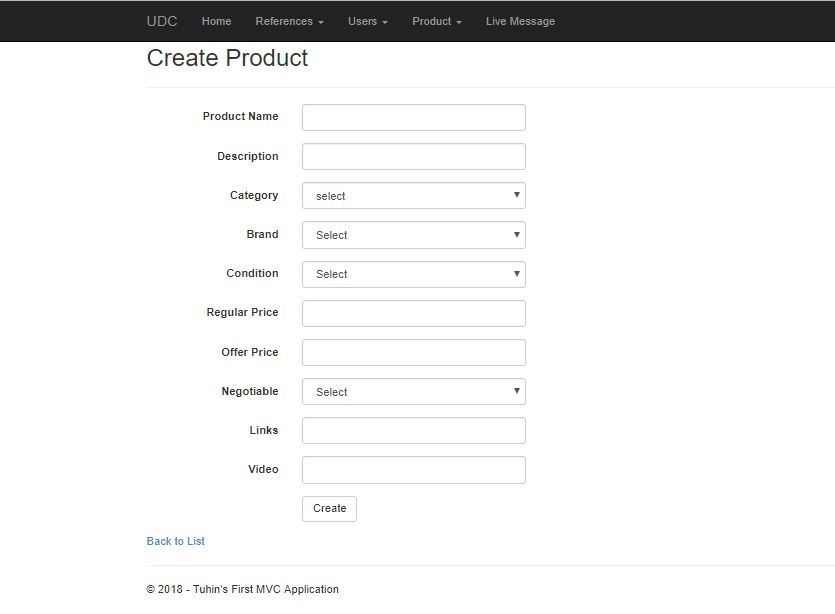 UDC Home References Users Product Live Message
Create Product
Product Name
Description
Category select
Brand Select
Condition Select
Regular Price
Offer Price
Negotiable Select
Links
Video
Create
Back to List
© 2018 - Tuhin's First MVC Application